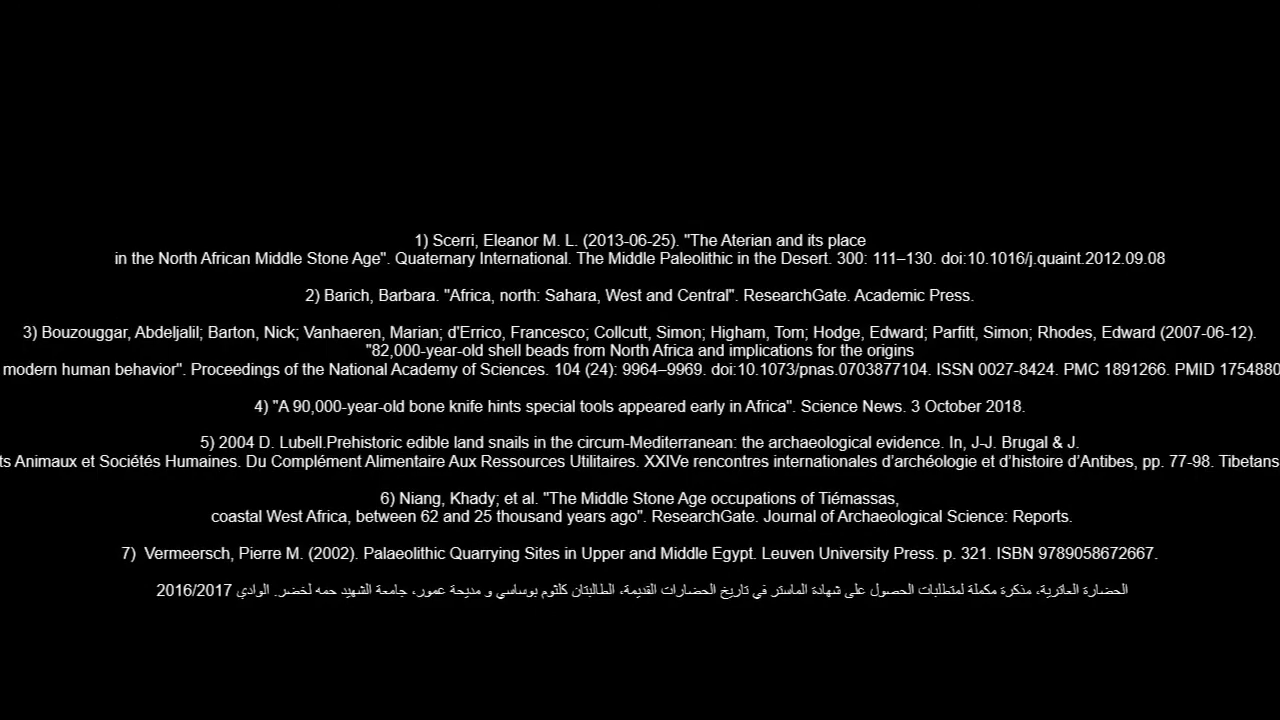 1) Scerri, Eleanor M. L. (2013-06-25). "The Aterian and its place
in the North African Middle Stone Age". Quaternary International. The Middle Paleolithic in the Desert. 300: 111–130. doi:10.1016/j.quaint.2012.09.08
2) Barich, Barbara. "Africa, north: Sahara, West and Central". ResearchGate. Academic Press.
3) Bouzouggar, Abdeljalil; Barton, Nick; Vanhaeren, Marian; d'Errico, Francesco; Collcutt, Simon; Higham, Tom; Hodge, Edward; Parfitt, Simon; Rhodes, Edward (2007-06-12).
"82,000-year-old shell beads from North Africa and implications for the origins
modern human behavior". Proceedings of the National Academy of Sciences. 104 (24): 9964–9969. doi:10.1073/pnas.0703877104. ISSN 0027-8424. PMC 1891266. PMID 1754880
4) "A 90,000-year-old bone knife hints special tools appeared early in Africa". Science News. 3 October 2018.
5) 2004 D. Lubell.Prehistoric edible land snails in the circum-Mediterranean: the archaeological evidence. In, J-J. Brugal & J.
ts Animaux et Sociétés Humaines. Du Complément Alimentaire Aux Ressources Utilitaires. XXIVe rencontres internationales d’archéologie et d’histoire d’Antibes, pp. 77-98. Tibetans
6) Niang, Khady; et al. "The Middle Stone Age occupations of Tiémassas,
coastal West Africa, between 62 and 25 thousand years ago". ResearchGate. Journal of Archaeological Science: Reports.
7)  Vermeersch, Pierre M. (2002). Palaeolithic Quarrying Sites in Upper and Middle Egypt. Leuven University Press. p. 321. ISBN 9789058672667.
الحضارة العاترية، مذكرة مكملة لمتطلبات الحصول على شهادة الماستر في تاريخ الحضارات القديمة، الطالبتان كلثوم بوساسي و مديحة عمور، جامعة الشهيد حمه لخضر. الوادي 2016/2017